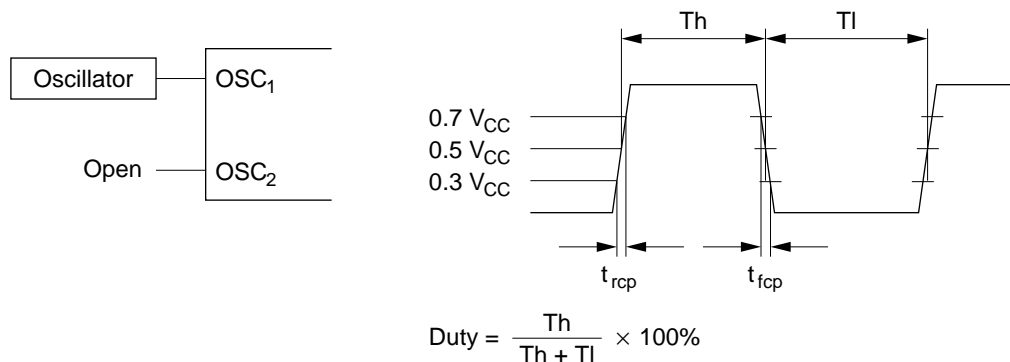 Oscillator
OSC1
Open
OSC2
Th
Tl
0.7 VCC
0.5 VCC
0.3 VCC
trcp
tfcp
Duty = Th / Th + Tl × 100%